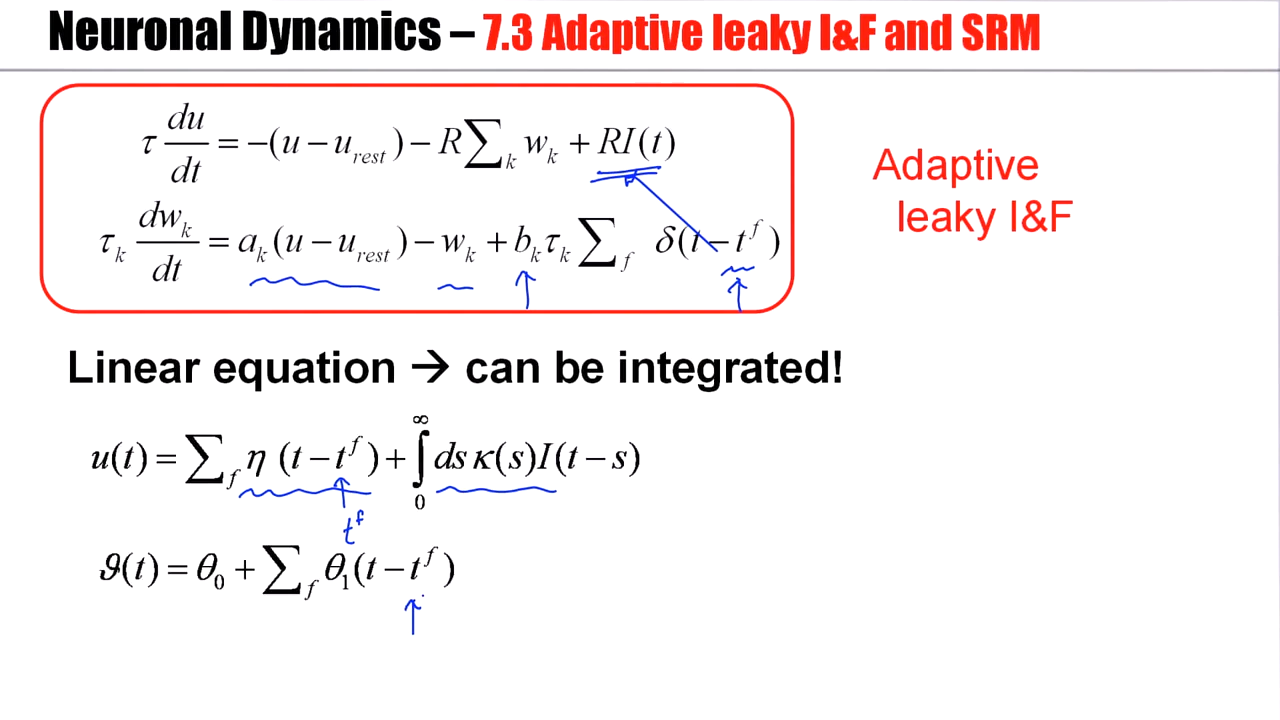 Neuronal Dynamics – 7.3 Adaptive leaky I&F and SRM
τ du/dt = −(u − u_rest) − R∑_k w_k + RI(t)
Adaptive
leaky I&F
τ_k dw_k/dt = a_k(u − u_rest) − w_k + b_k τ_k ∑_f δ(t − t^f)
Linear equation → can be integrated!
u(t) = ∑_f η (t − t^f) + ∫_0^∞ ds κ(s)I(t − s)
t^f
ϑ(t) = θ_0 + ∑_f θ_1(t − t^f)